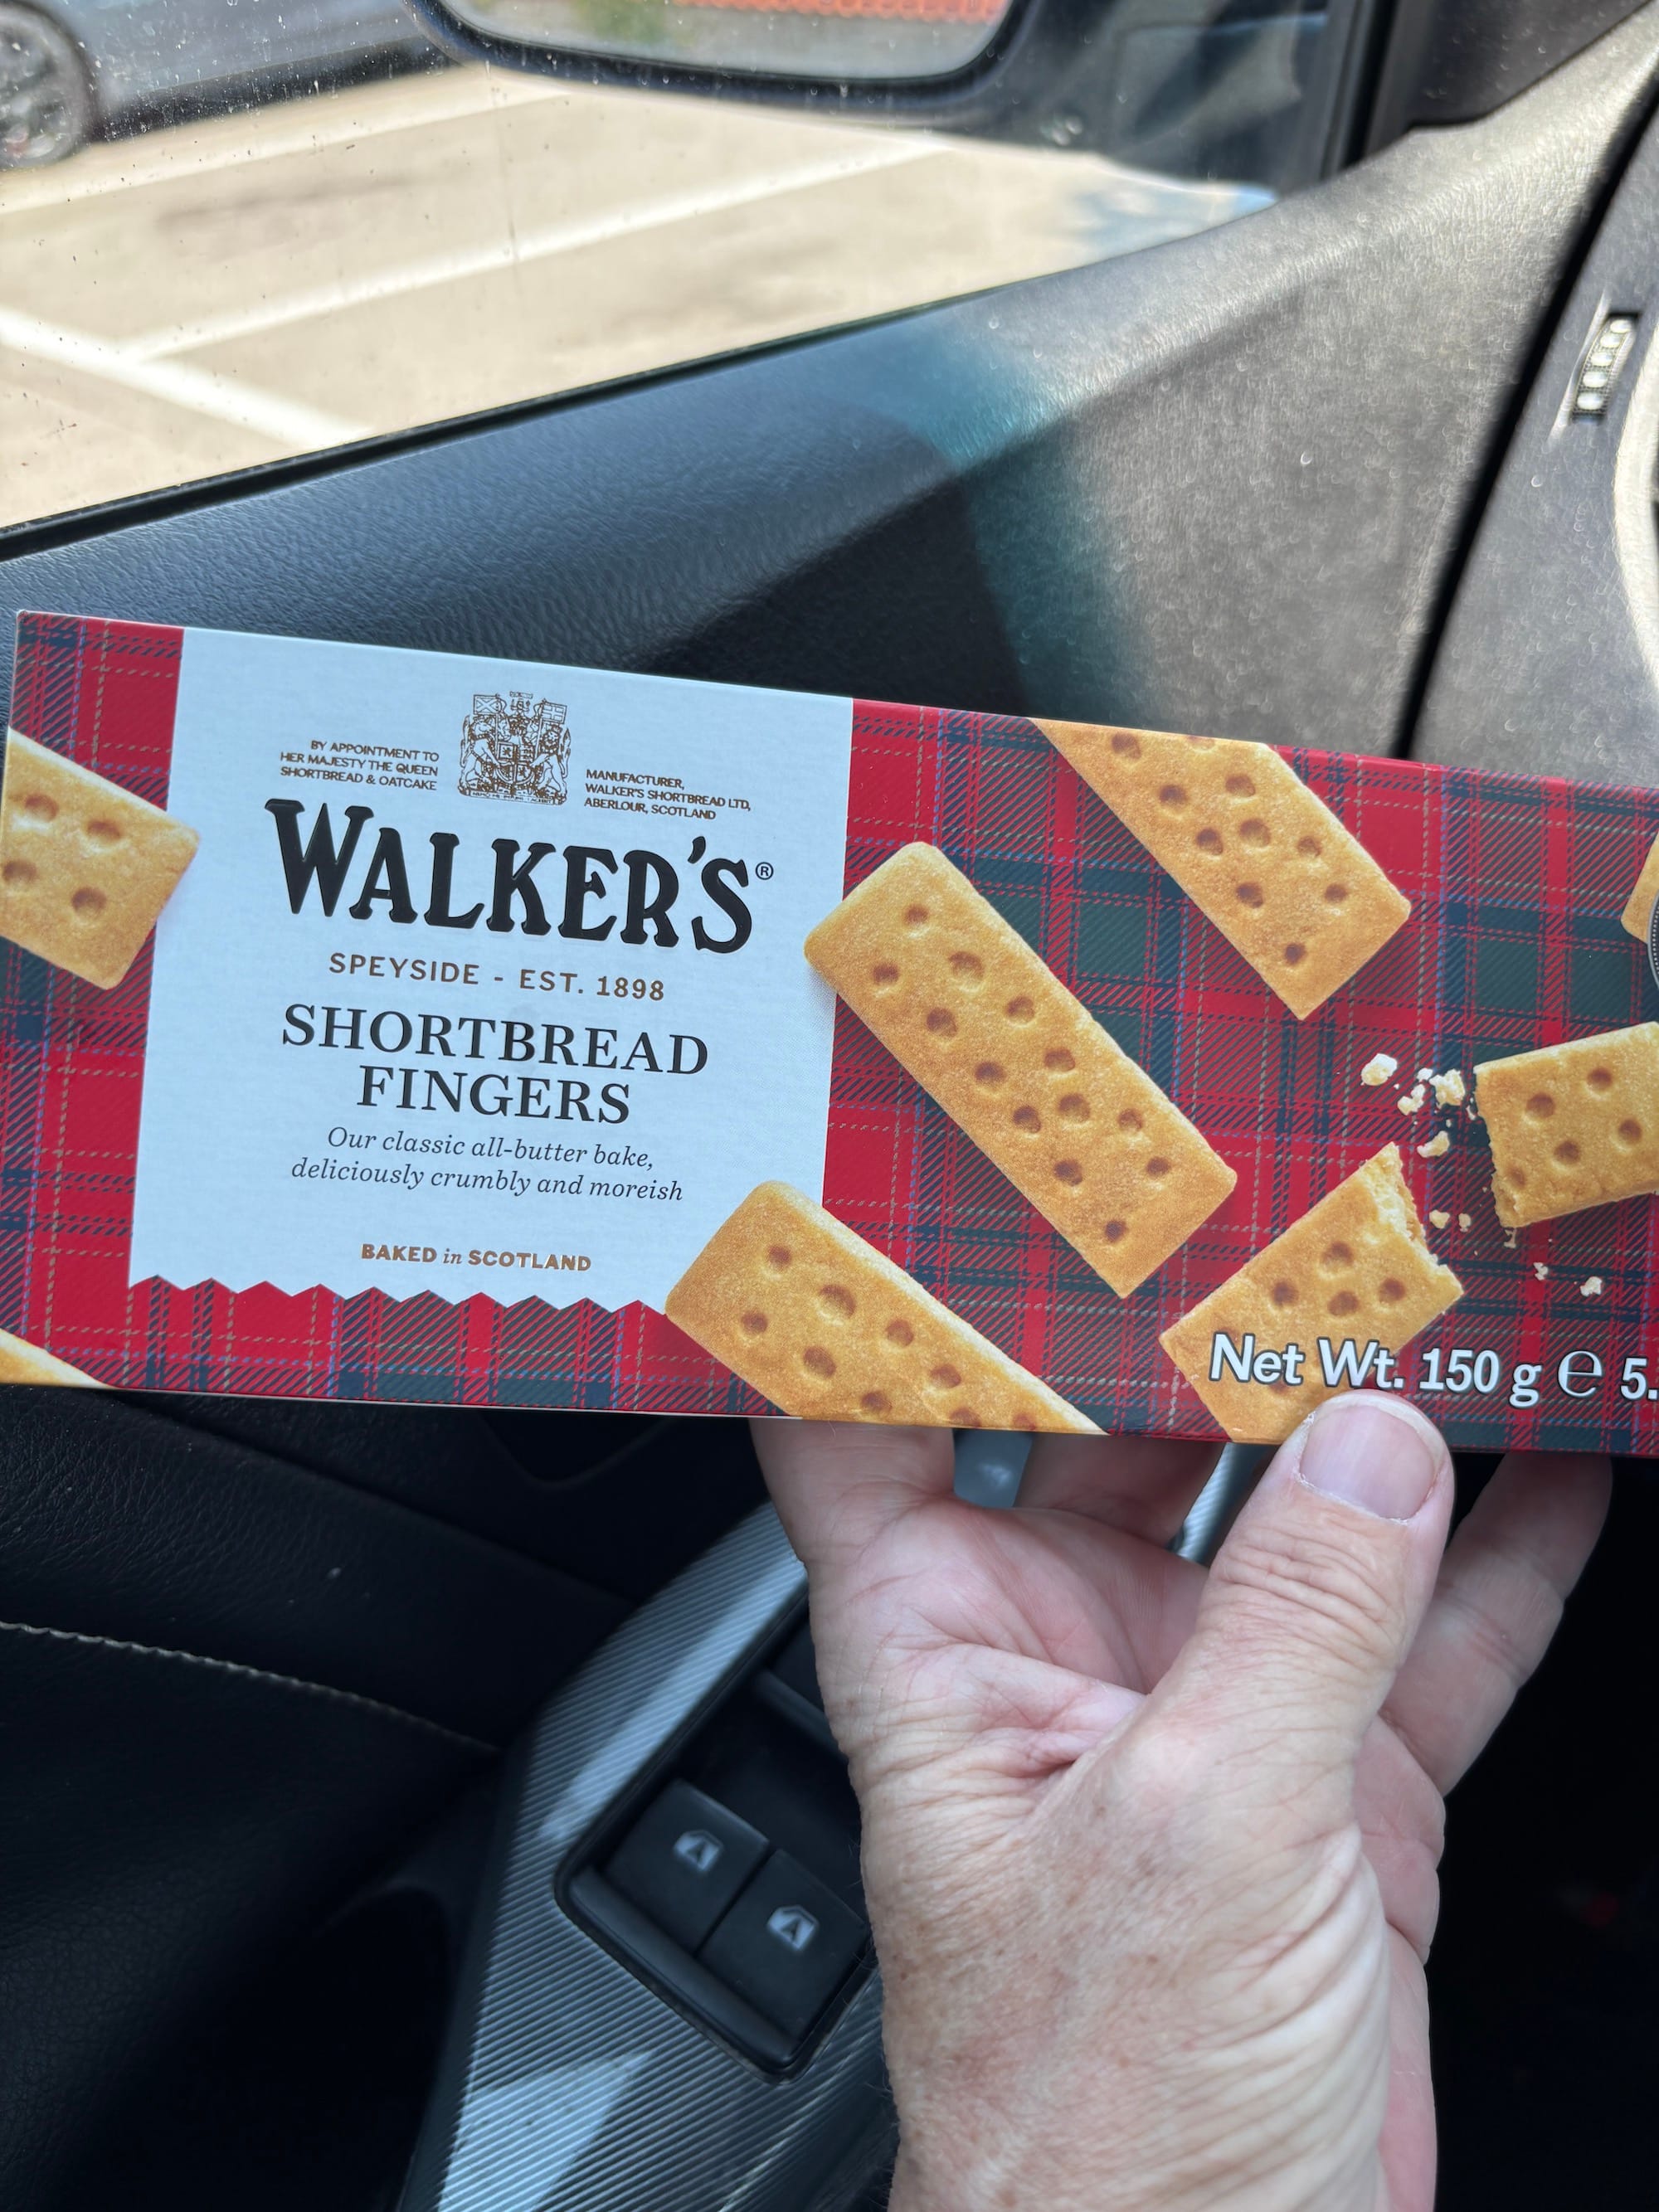 BY APPOINTMENT TO
HER MAJESTY THE QUEEN
SHORTBREAD & OATCAKE
MANUFACTURER,
WALKER'S SHORTBREAD LTD,
ABERLOUR, SCOTLAND
WALKER'S®
SPEYSIDE - EST. 1898
SHORTBREAD
FINGERS
Our classic all-butter bake,
deliciously crumbly and moreish
BAKED in SCOTLAND
Net Wt. 150 g ℮ 5.